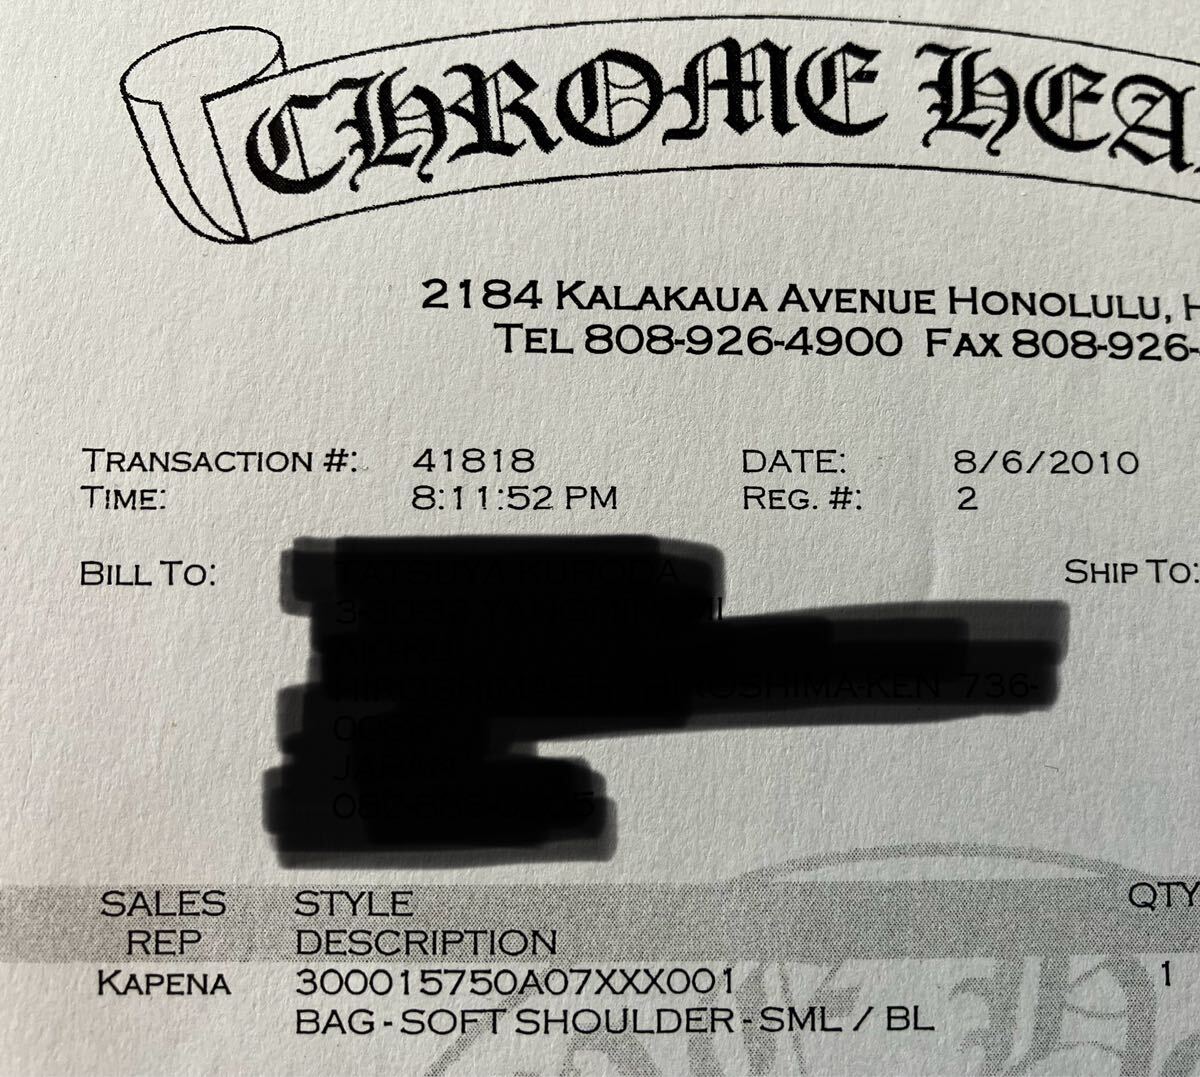 CHROME HEA
2184 KALAKAUA AVENUE HONOLULU, H
TEL 808-926-4900 FAX 808-926-
TRANSACTION #: 41818 DATE: 8/6/2010
TIME: 8:11:52 PM REG. #: 2
BILL TO: SHIP TO:
SALES STYLE QTY
REP DESCRIPTION
KAPENA 300015750A07XXX001 1
BAG - SOFT SHOULDER - SML / BL